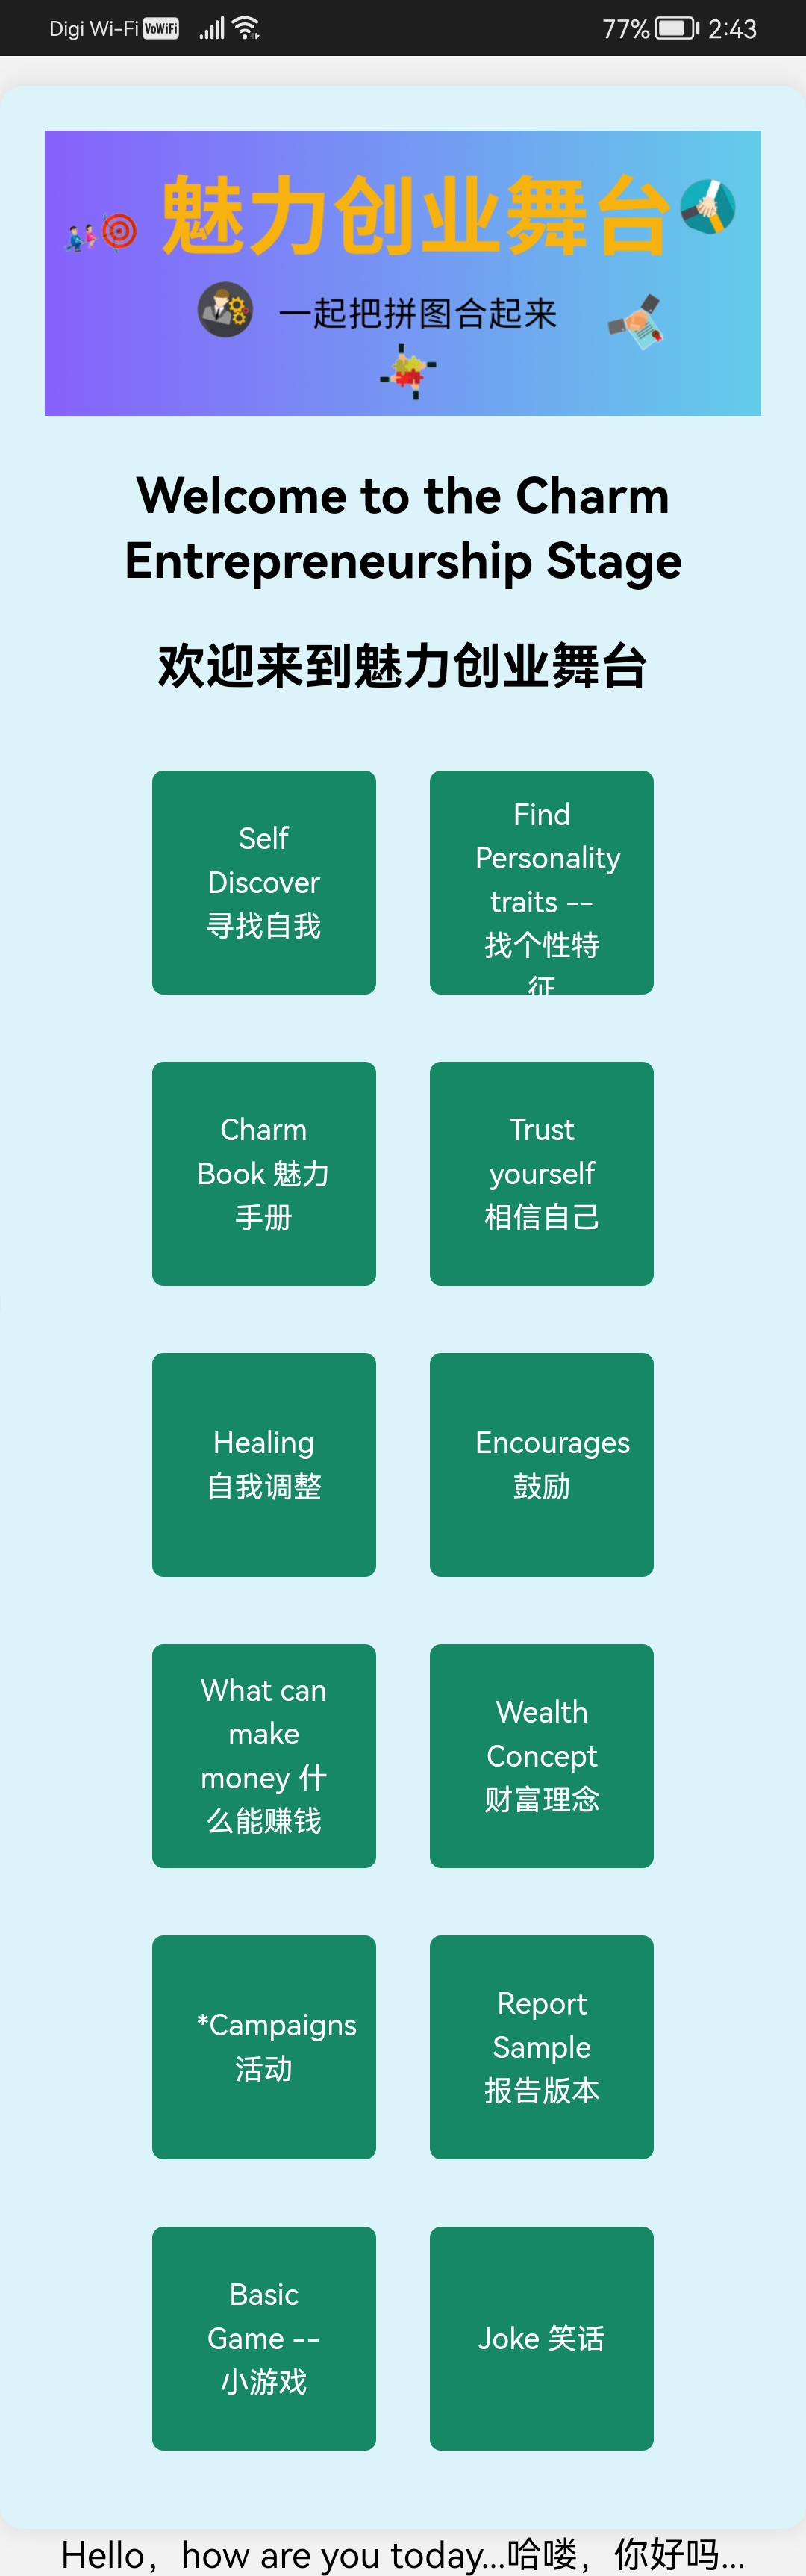 Digi Wi-Fi VoWiFi 77% 2:43
魅力创业舞台
一起把拼图合起来
Welcome to the Charm
Entrepreneurship Stage
欢迎来到魅力创业舞台
Self
Discover
寻找自我
Find
Personality
traits --
找个性特
征
Charm
Book 魅力
手册
Trust
yourself
相信自己
Healing
自我调整
Encourages
鼓励
What can
make
money 什
么能赚钱
Wealth
Concept
财富理念
*Campaigns
活动
Report
Sample
报告版本
Basic
Game --
小游戏
Joke 笑话
Hello，how are you today...哈喽，你好吗...